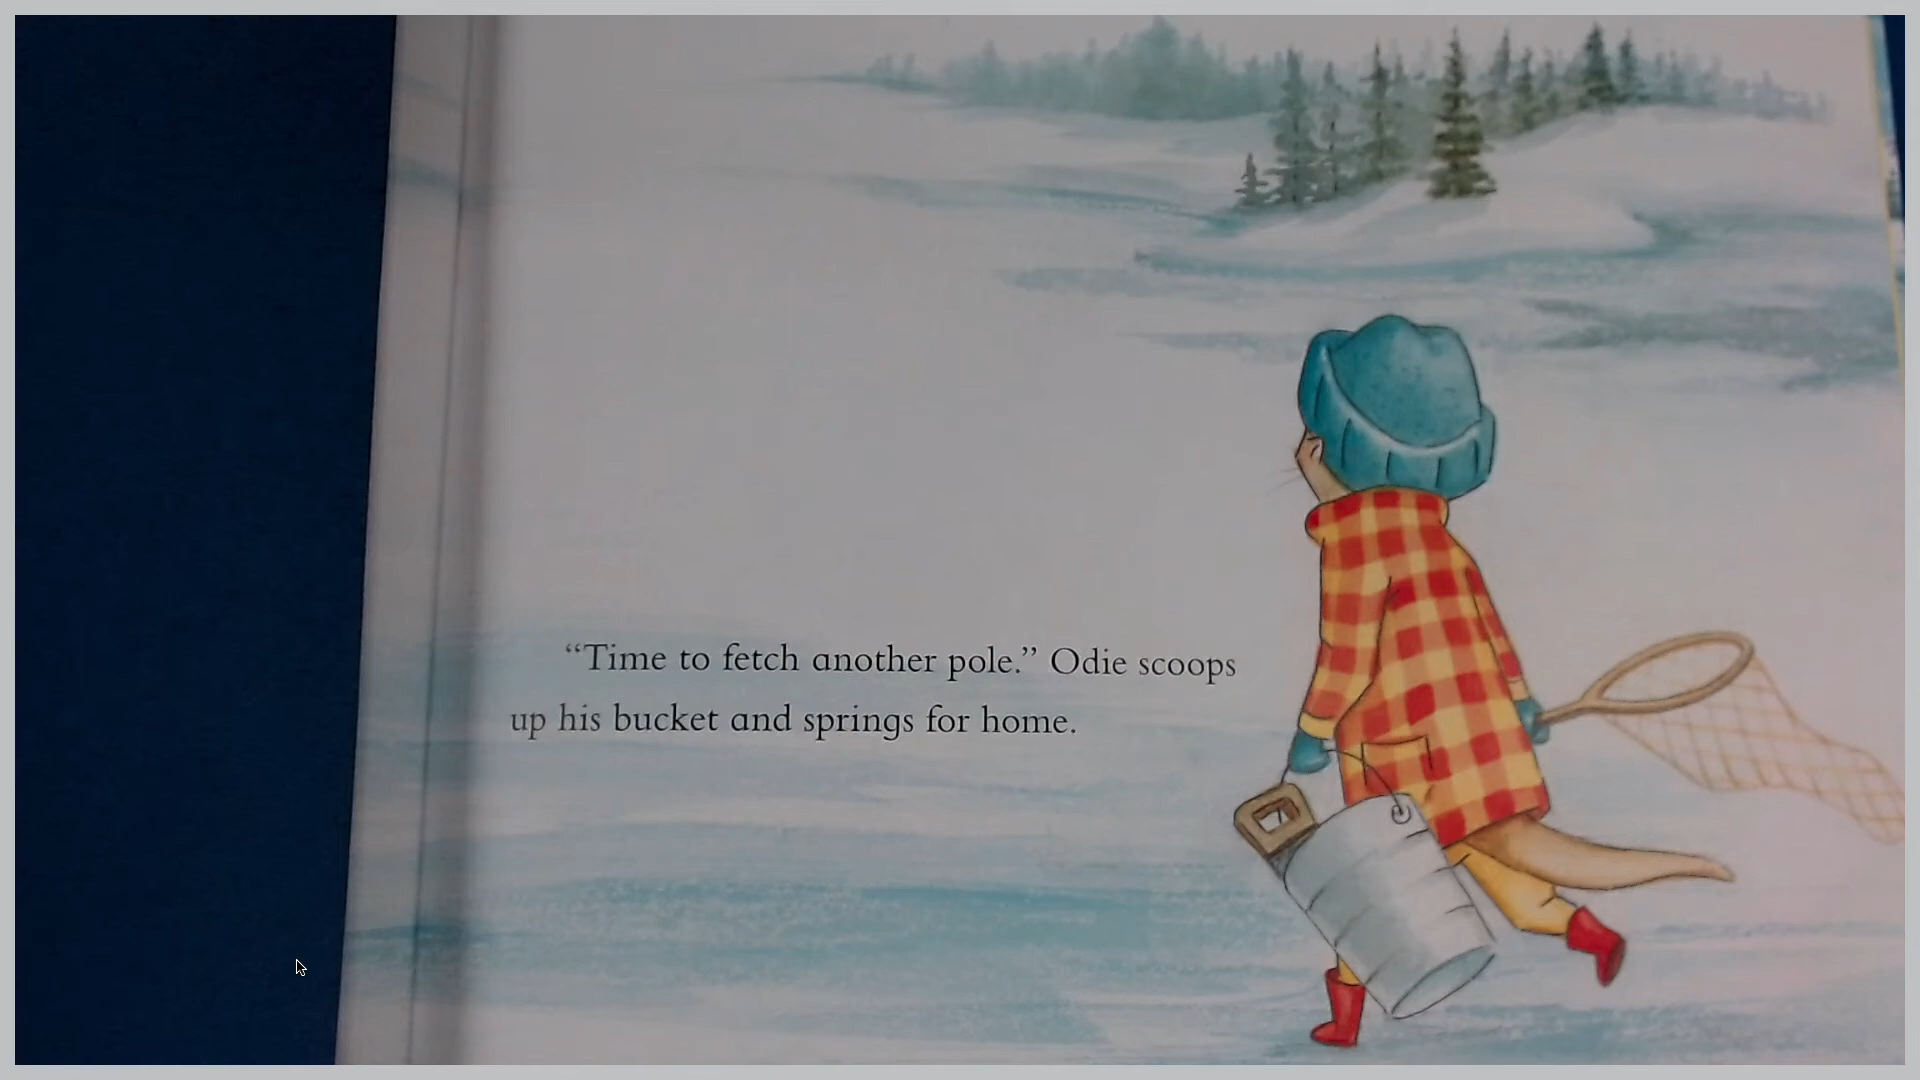 “Time to fetch another pole.” Odie scoops
up his bucket and springs for home.